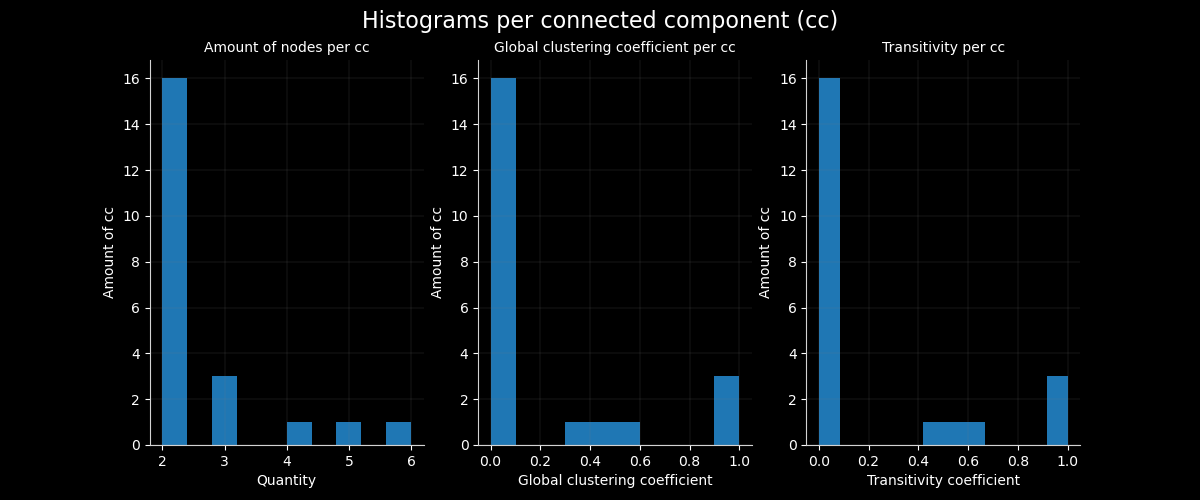 Histograms per connected component (cc)
Amount of nodes per cc
Amount of cc
16
14
12
10
8
6
4
2
0
2 3 4 5 6
Quantity
Global clustering coefficient per cc
Amount of cc
16
14
12
10
8
6
4
2
0
0.0 0.2 0.4 0.6 0.8 1.0
Global clustering coefficient
Transitivity per cc
Amount of cc
16
14
12
10
8
6
4
2
0
0.0 0.2 0.4 0.6 0.8 1.0
Transitivity coefficient